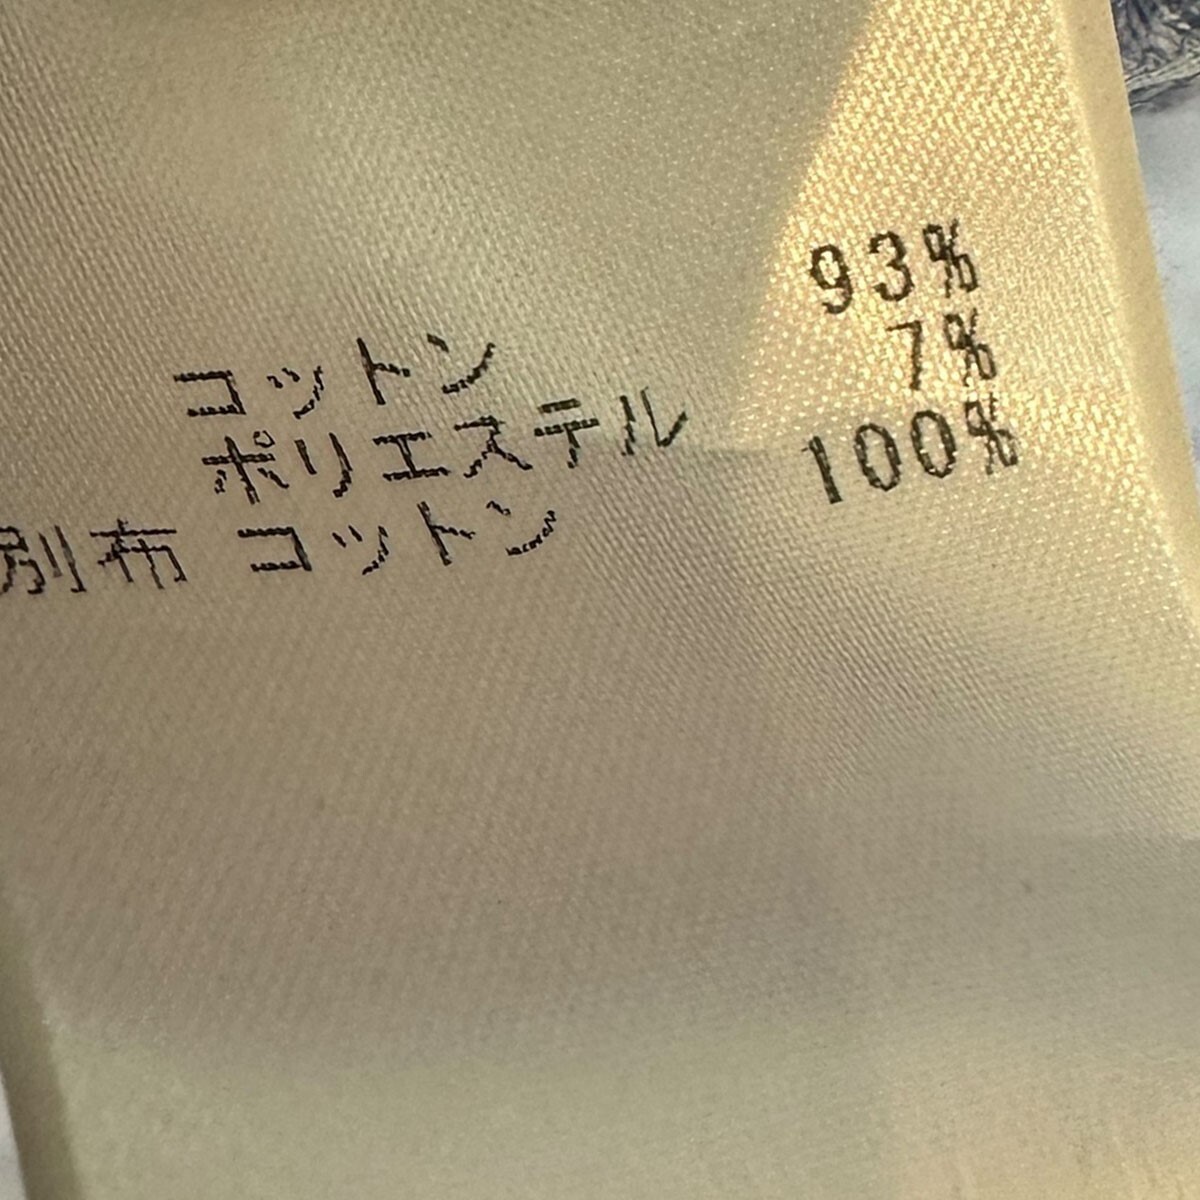 コットン 93%
ポリエステル 7%
別布 コットン 100%